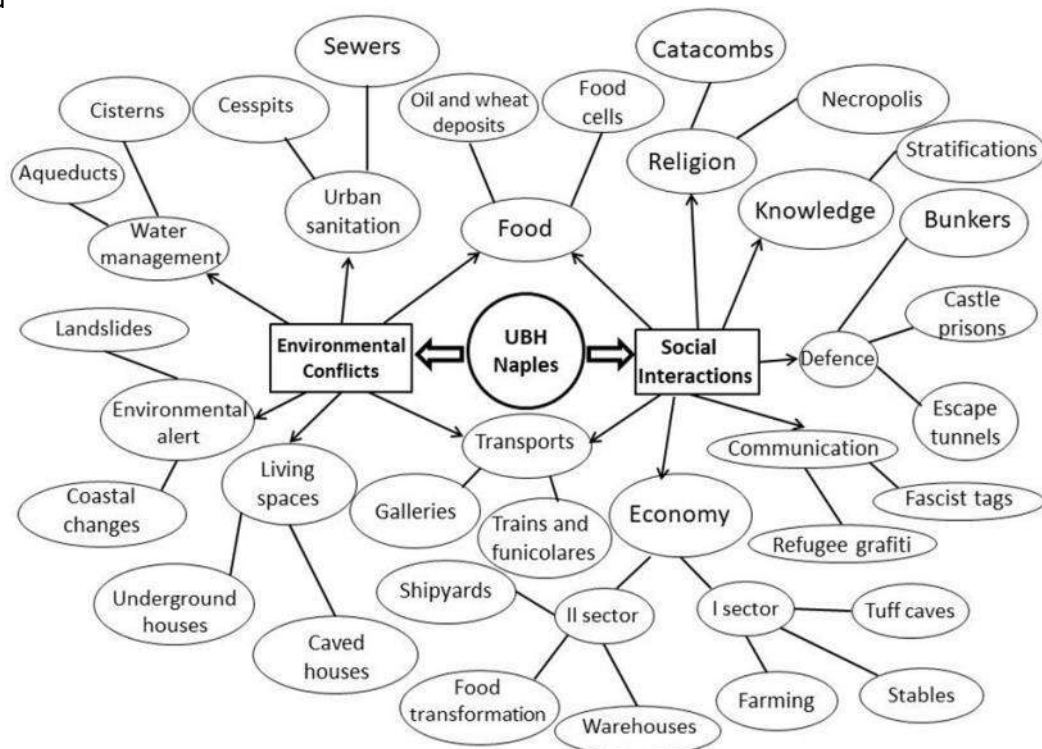 Sewers
Catacombs
Cisterns
Cesspits
Oil and wheat
deposits
Food
cells
Necropolis
Aqueducts
Religion
Stratifications
Urban
sanitation
Knowledge
Water
management
Food
Bunkers
Landslides
Environmental
Conflicts
UBH
Naples
Social
Interactions
Castle
prisons
Defence
Environmental
alert
Escape
tunnels
Transports
Communication
Living
spaces
Coastal
changes
Galleries
Trains and
funicolares
Economy
Fascist tags
Refugee grafiti
Shipyards
Underground
houses
II sector
I sector
Tuff caves
Caved
houses
Food
transformation
Farming
Stables
Warehouses